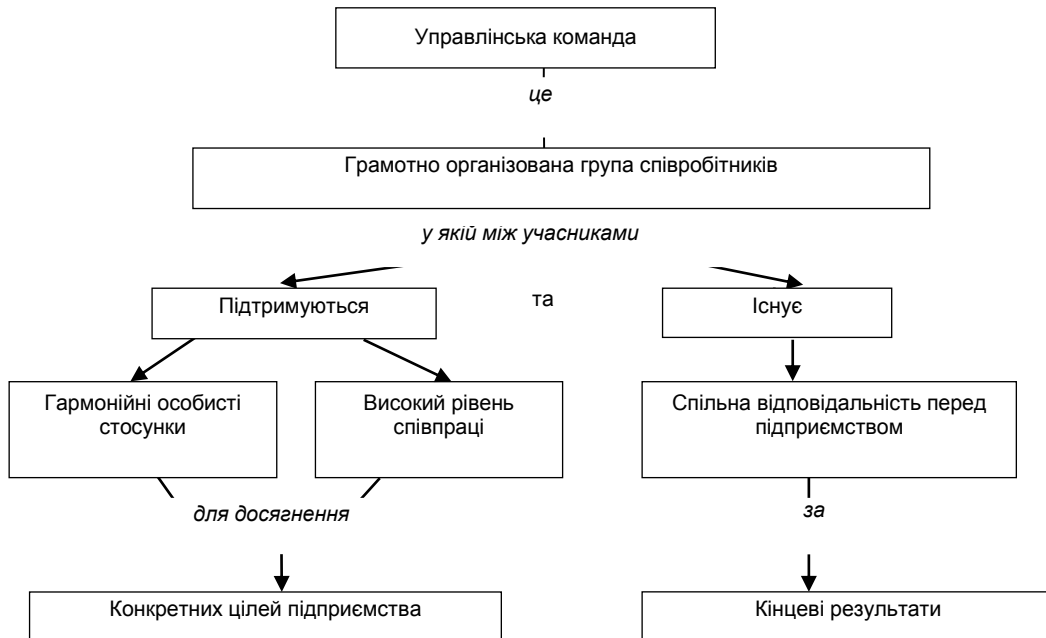 Управлінська команда
це
Грамотно організована група співробітників
у якій між учасниками
Підтримуються
та
Існує
Гармонійні особисті
стосунки
Високий рівень
співпраці
Спільна відповідальність перед
підприємством
для досягнення
за
Конкретних цілей підприємства
Кінцеві результати